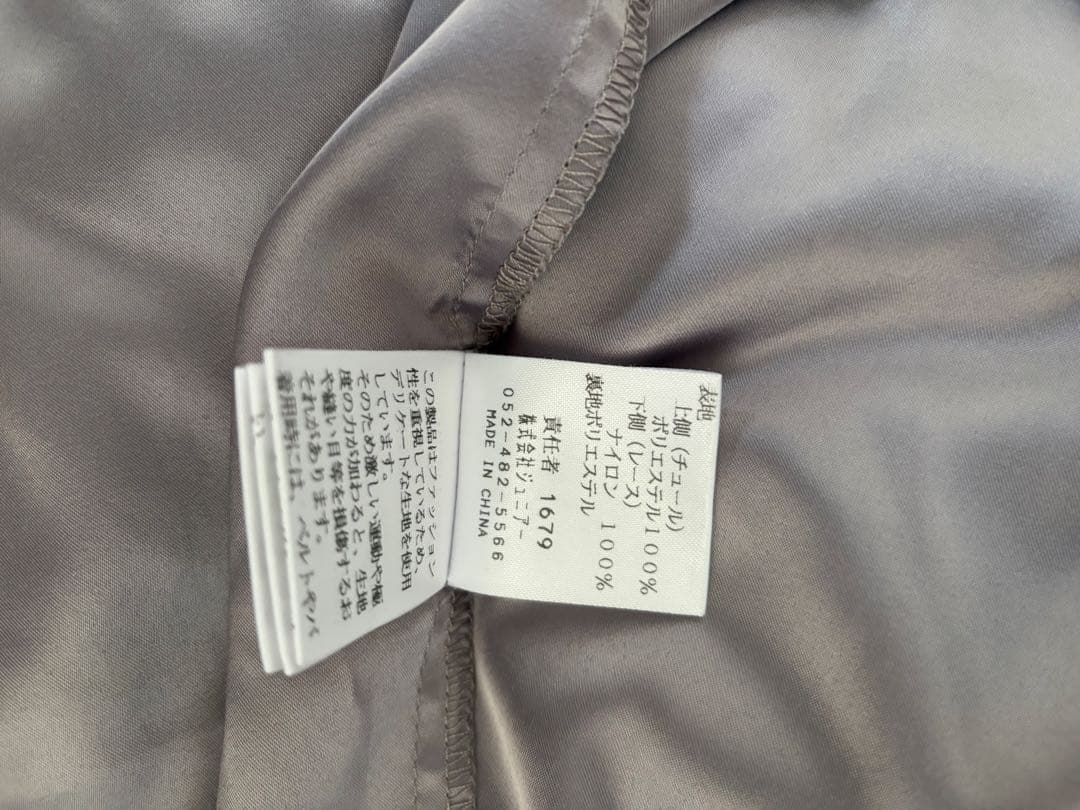 表地
上側（チュール）
ポリエステル１００％
下側（レース）
ナイロン １００％
裏地ポリエステル
責任者 1679
株式会社ジュニアー
052-482-5566
MADE IN CHINA
この製品はファッション
性を重視しているため、
デリケートな生地を使用
しています。
そのため激しい運動や極
度の力が加わると、生地
や縫い目等を損傷するお
それがあります。
着用時には、ベルトやバ